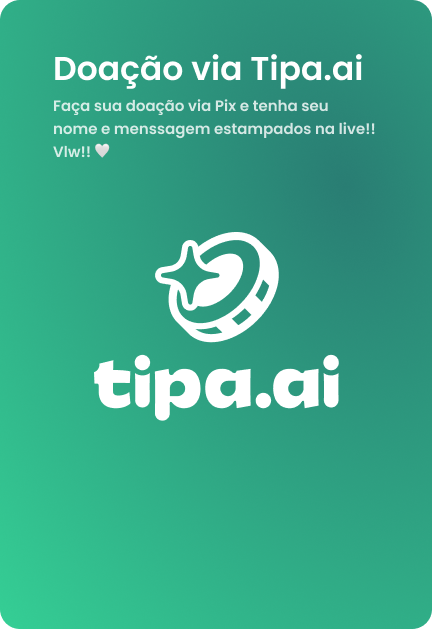 Doação via Tipa.ai
Faça sua doação via Pix e tenha seu
nome e menssagem estampados na live!!
Vlw!! 🤍
tipa.ai